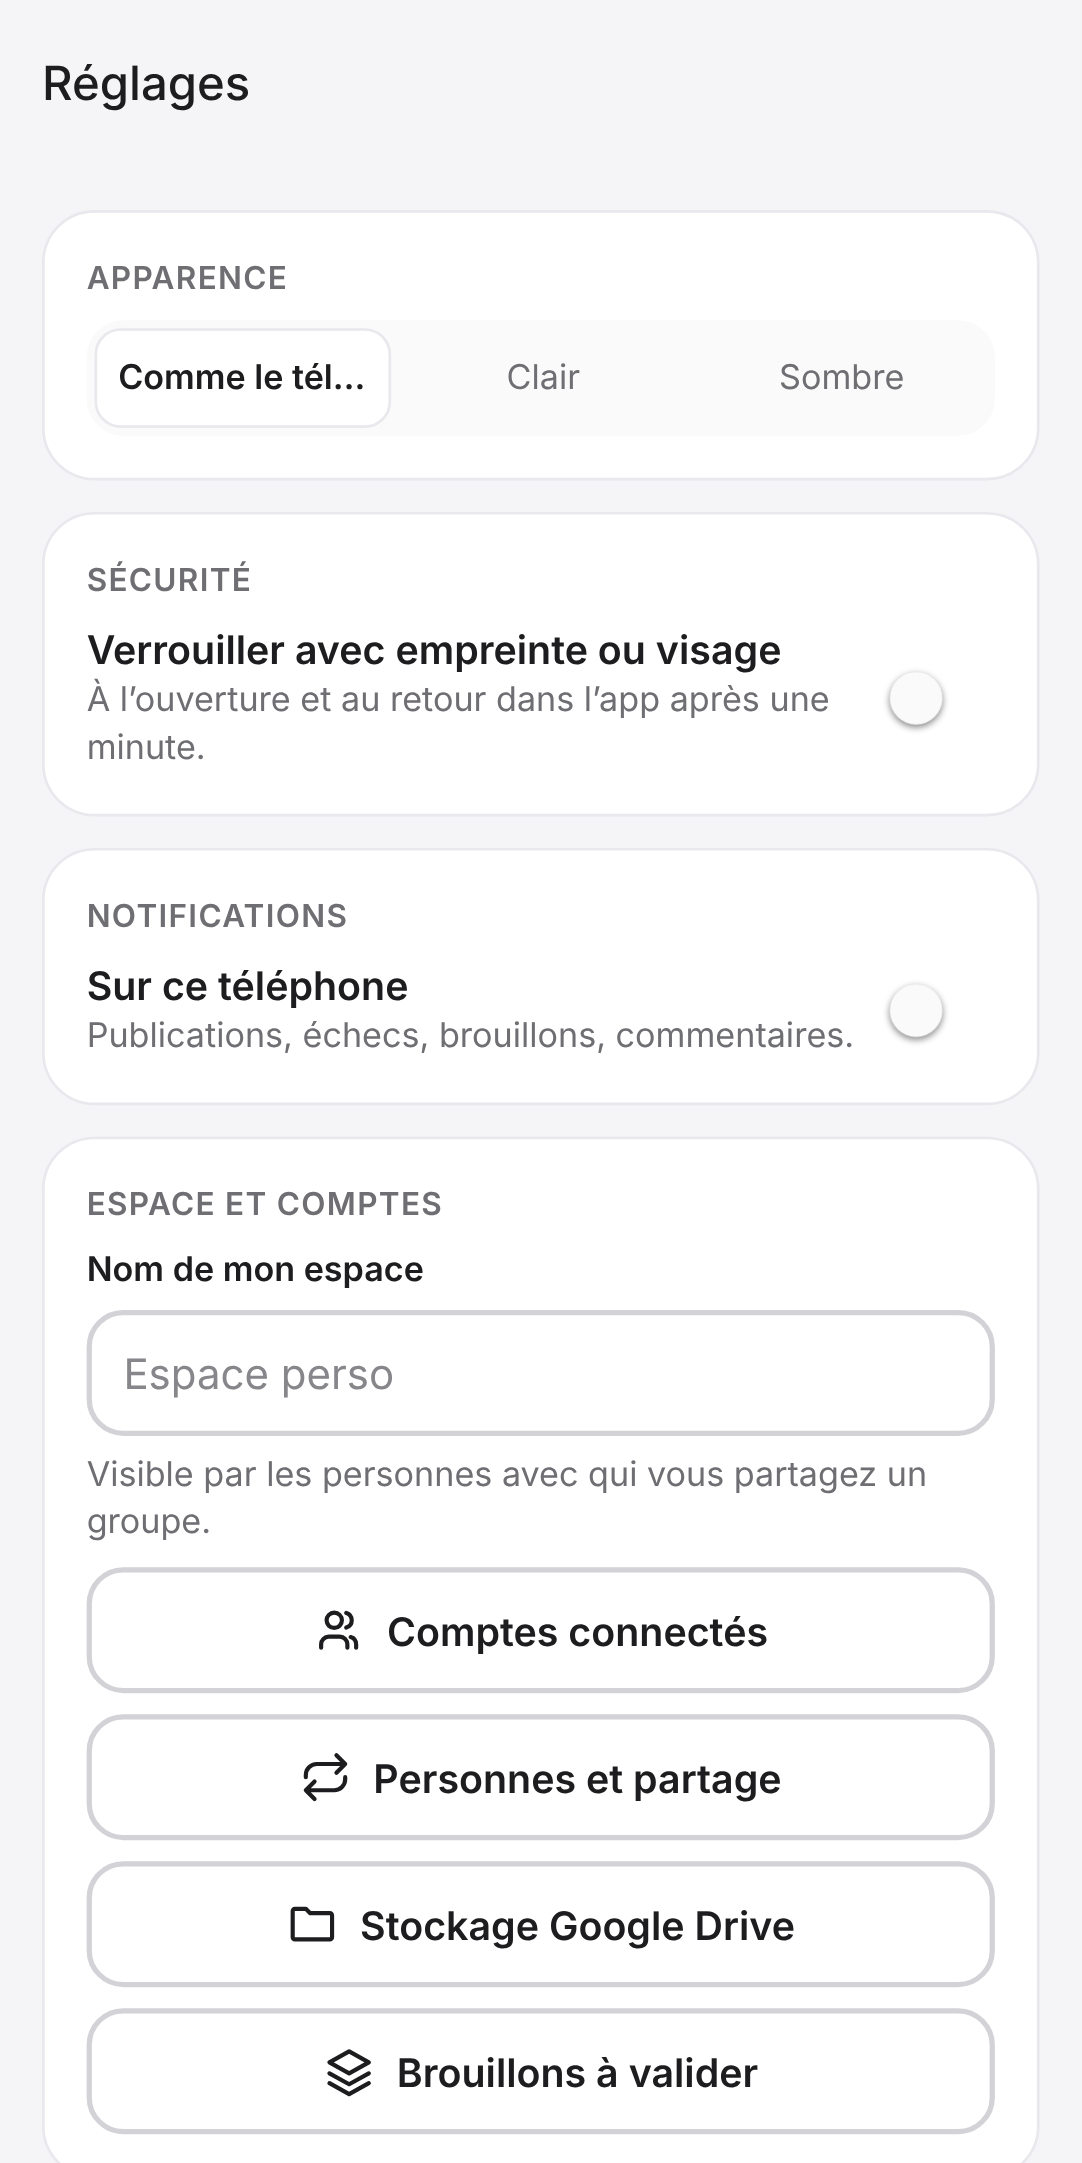 Réglages
APPARENCE
Comme le tél...
Clair
Sombre
SÉCURITÉ
Verrouiller avec empreinte ou visage
À l’ouverture et au retour dans l’app après une
minute.
NOTIFICATIONS
Sur ce téléphone
Publications, échecs, brouillons, commentaires.
ESPACE ET COMPTES
Nom de mon espace
Espace perso
Visible par les personnes avec qui vous partagez un
groupe.
Comptes connectés
Personnes et partage
Stockage Google Drive
Brouillons à valider